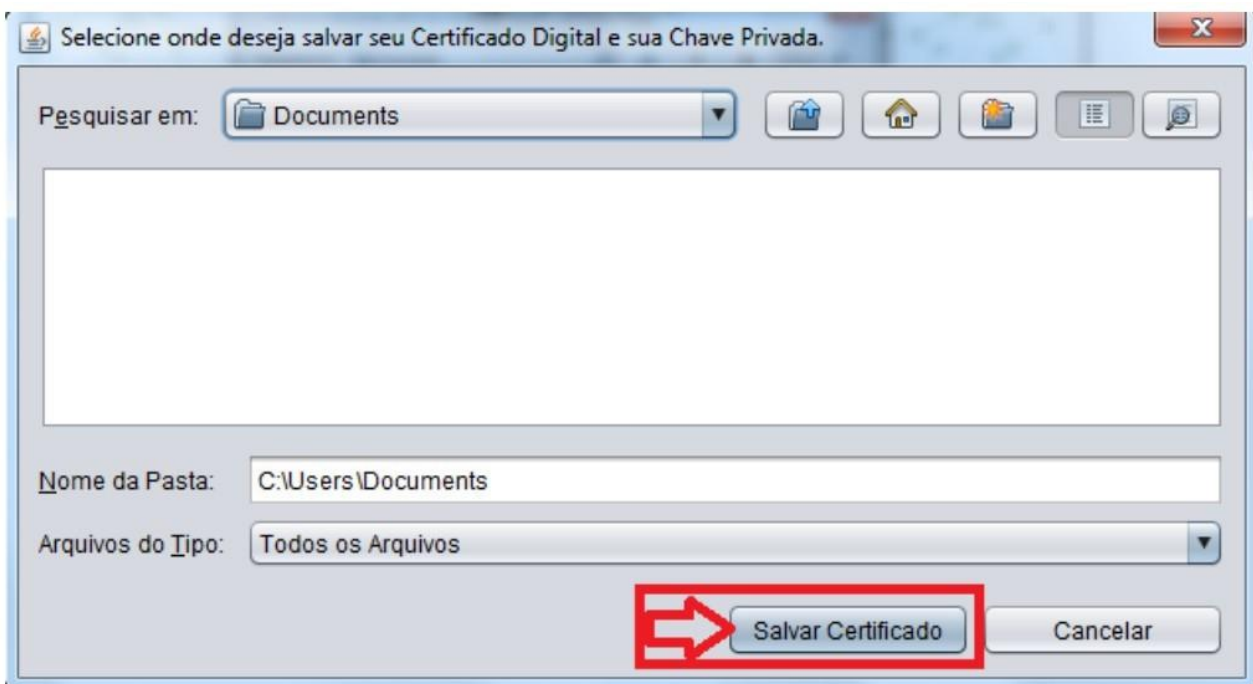 Selecione onde deseja salvar seu Certificado Digital e sua Chave Privada.
Pesquisar em: Documents
Nome da Pasta: C:\Users\Documents
Arquivos do Tipo: Todos os Arquivos
Salvar Certificado Cancelar